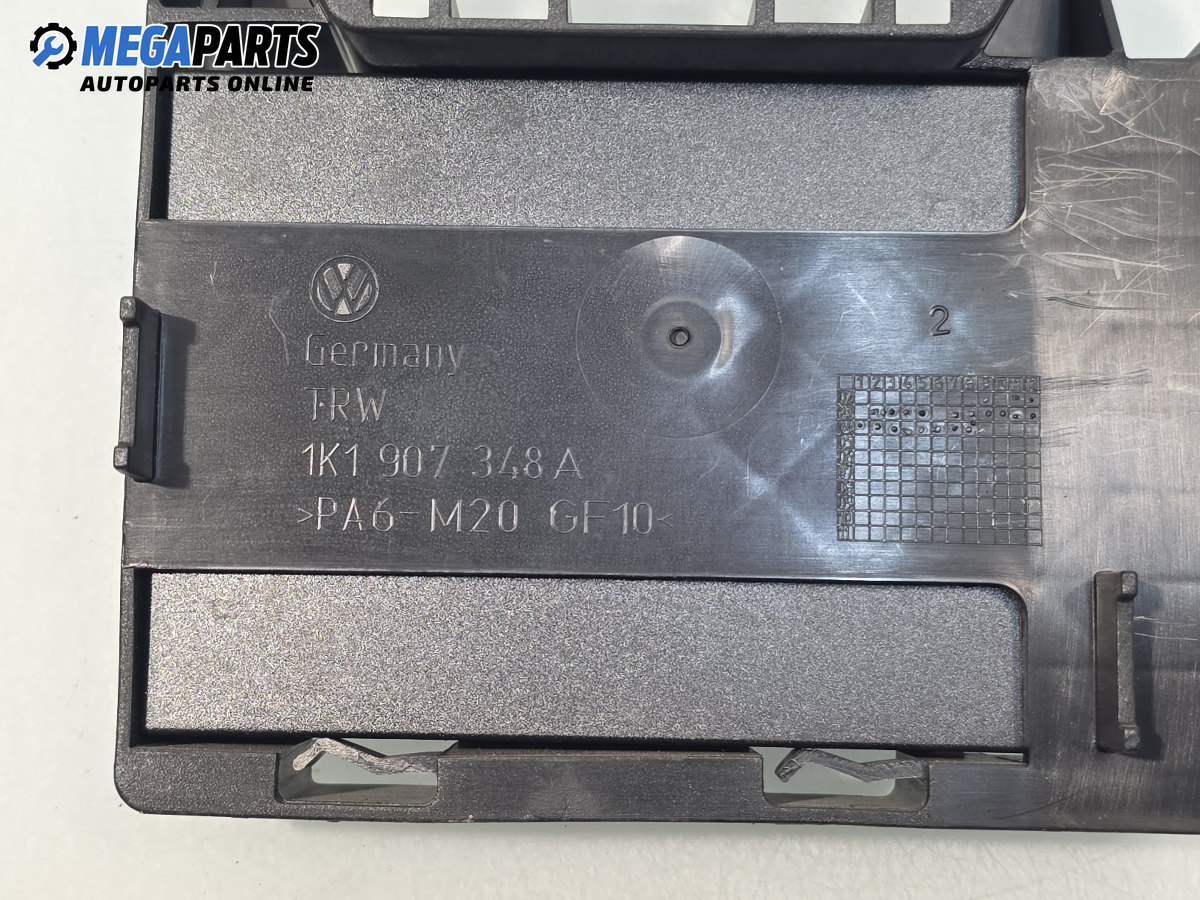 MEGAPARTS
AUTOPARTS ONLINE
Germany
TRW
1K1 907 348 A
>PA6-M20 GF10<
2